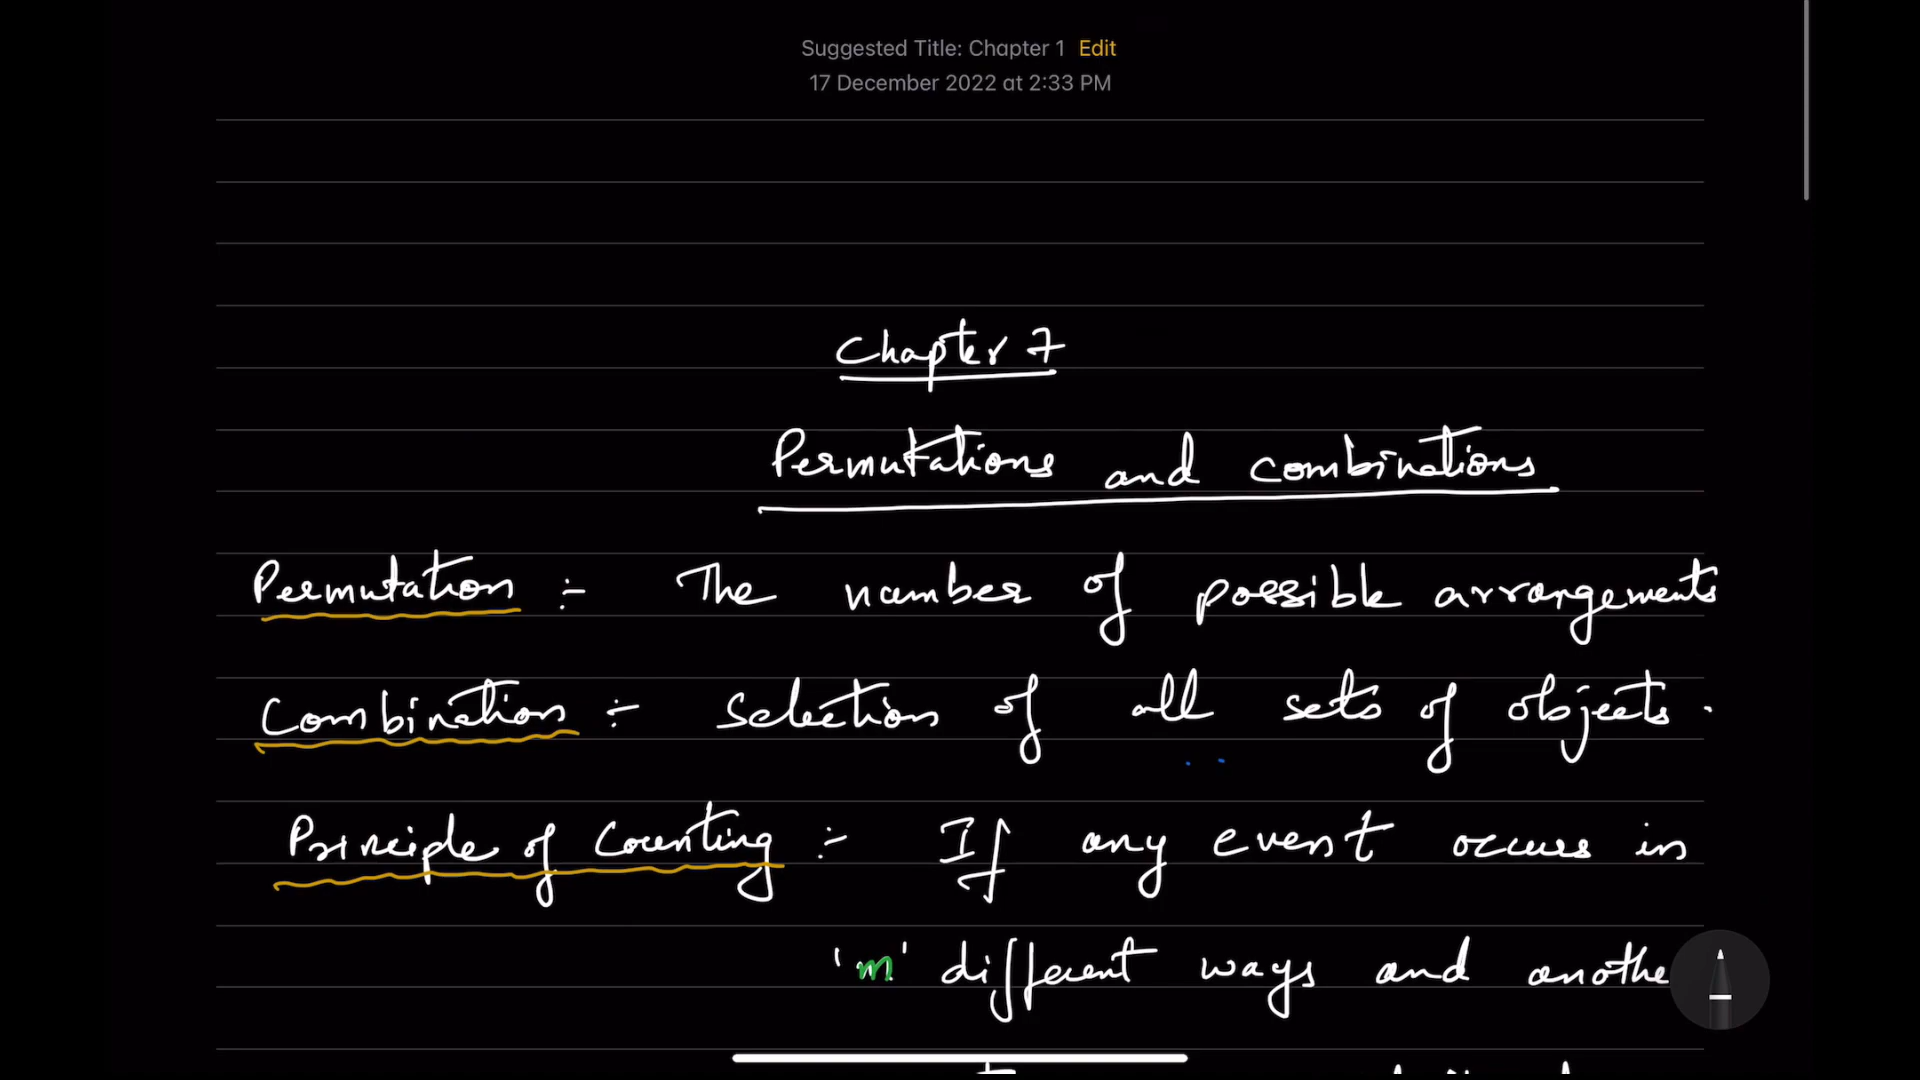 Suggested Title: Chapter 1 Edit
17 December 2022 at 2:33 PM
Chapter 7
Permutations and combinations
Permutation :- The number of possible arrangements
Combination :- Selection of all sets of objects.
Principle of Counting :- If any event occurs in
'm' different ways and anothe